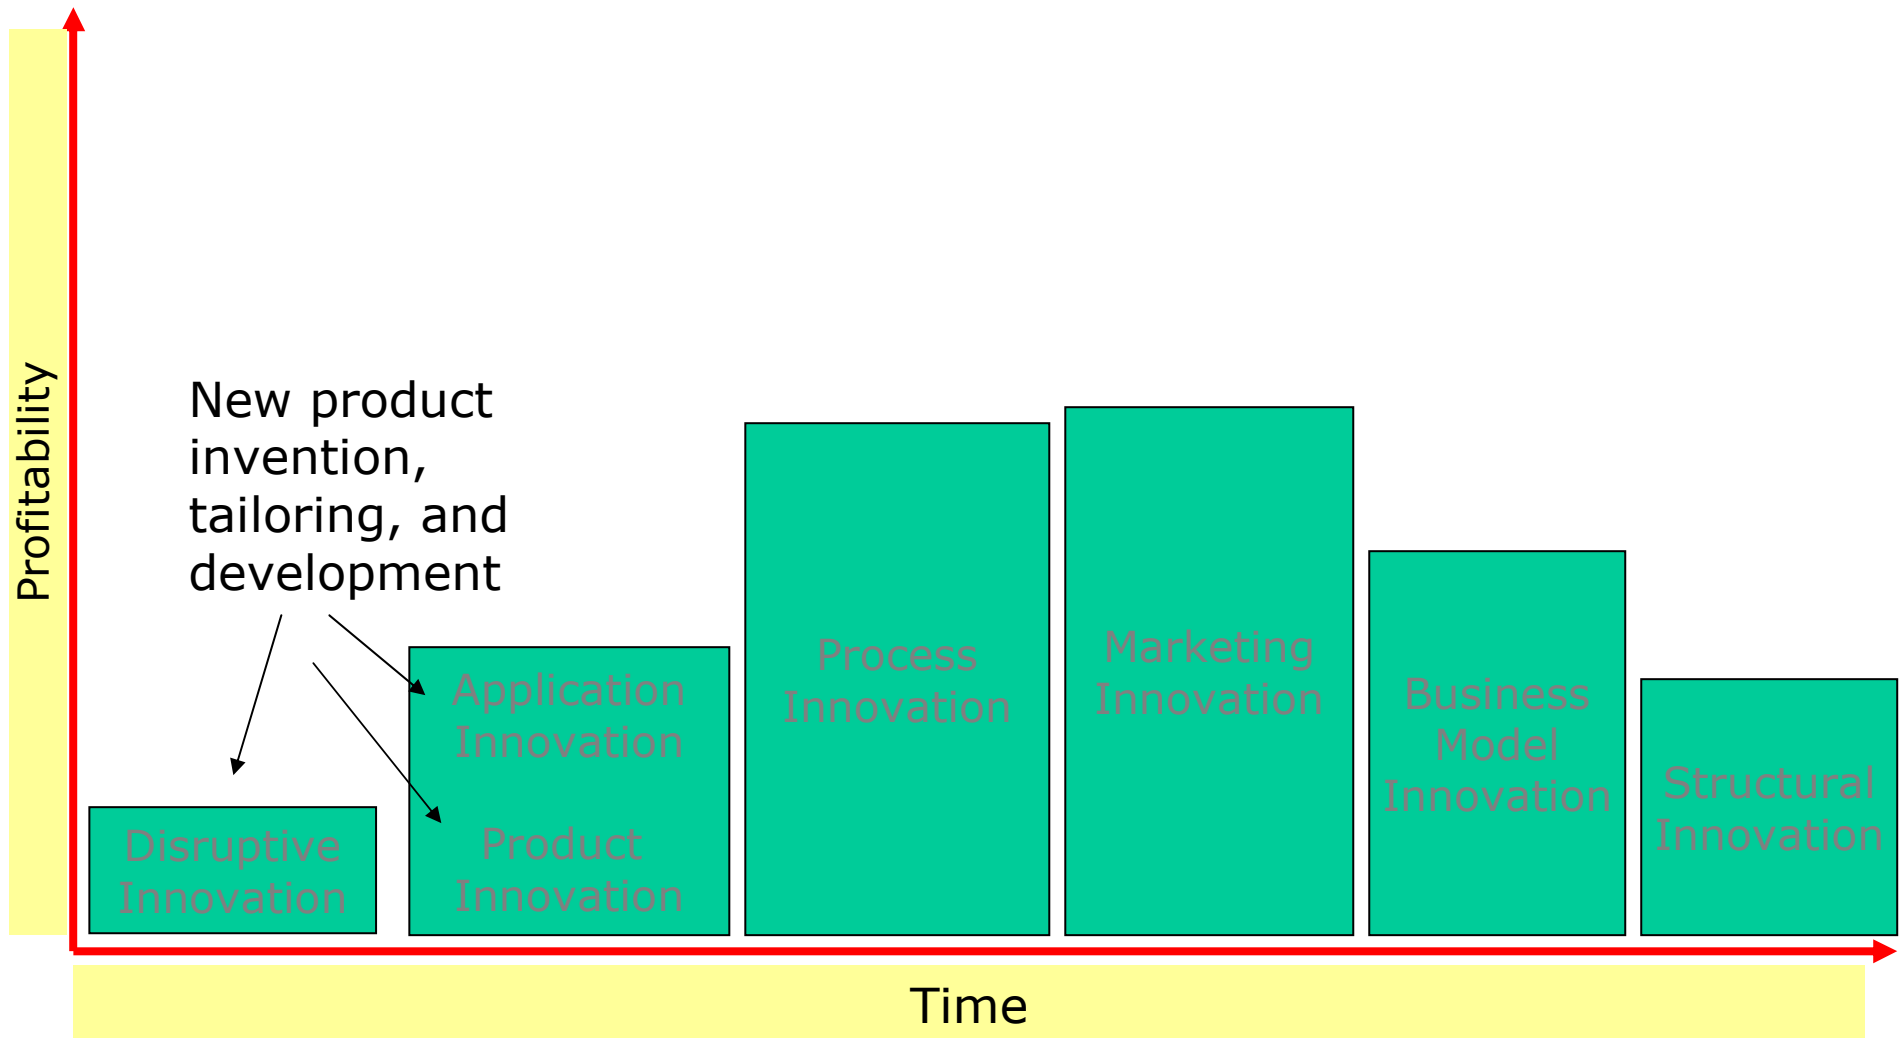 Profitability
New product
invention,
tailoring, and
development
Disruptive
Innovation
Application
Innovation
Product
Innovation
Process
Innovation
Marketing
Innovation
Business
Model
Innovation
Structural
Innovation
Time